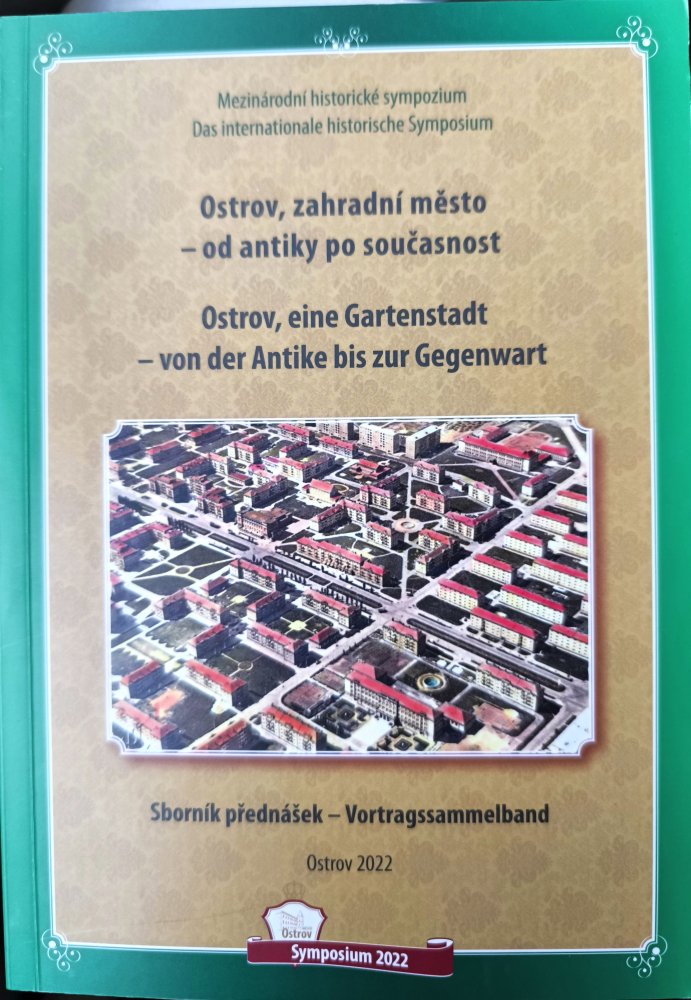 Mezinárodní historické sympozium
Das internationale historische Symposium
Ostrov, zahradní město
– od antiky po současnost
Ostrov, eine Gartenstadt
– von der Antike bis zur Gegenwart
Sborník přednášek – Vortragssammelband
Ostrov 2022
Ostrov
Symposium 2022